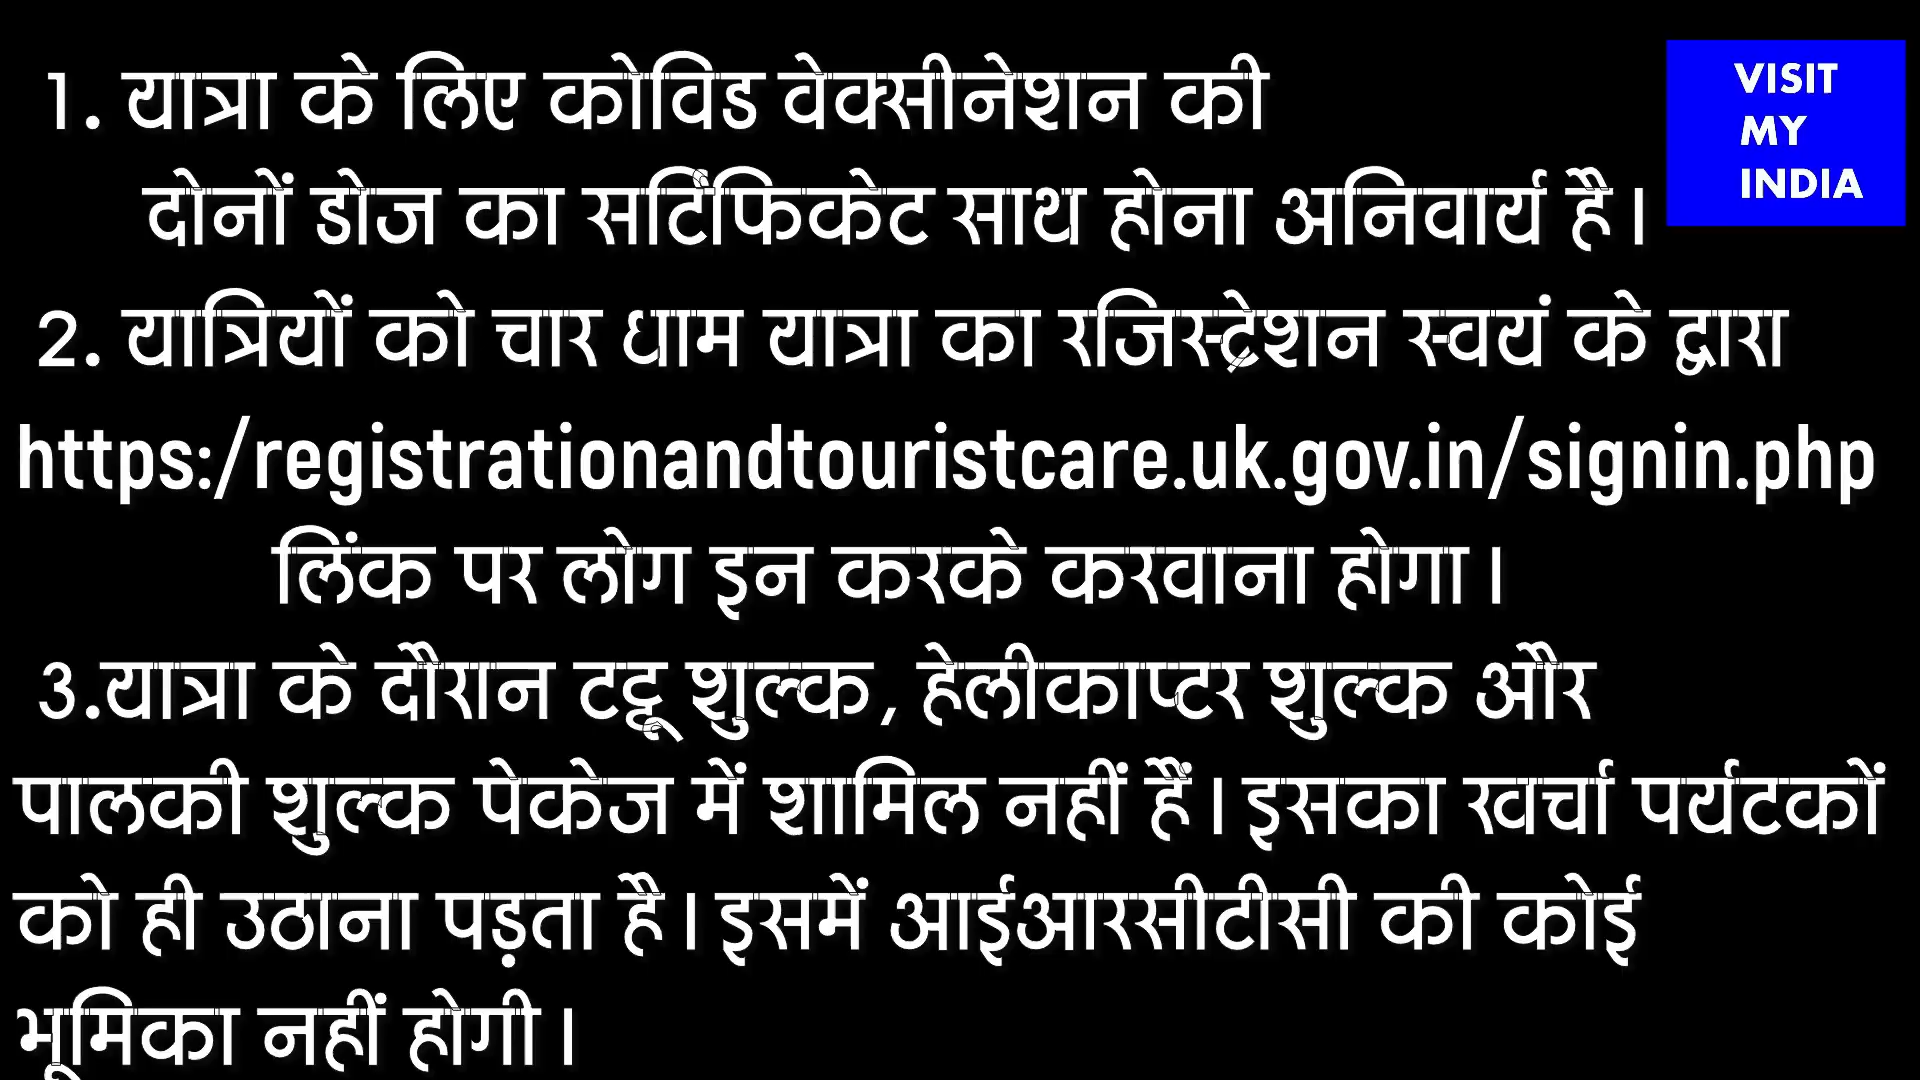 1. यात्रा के लिए कोविड वेक्सीनेशन की
दोनों डोज का सर्टिफिकेट साथ होना अनिवार्य है।
2. यात्रियों को चार धाम यात्रा का रजिस्ट्रेशन स्वयं के द्वारा
https:/registrationandtouristcare.uk.gov.in/signin.php
लिंक पर लोग इन करके करवाना होगा।
3.यात्रा के दौरान टट्टू शुल्क, हेलीकाप्टर शुल्क और
पालकी शुल्क पेकेज में शामिल नहीं हैं। इसका खर्चा पर्यटकों
को ही उठाना पड़ता है। इसमें आईआरसीटीसी की कोई
भूमिका नहीं होगी।
VISIT
MY
INDIA